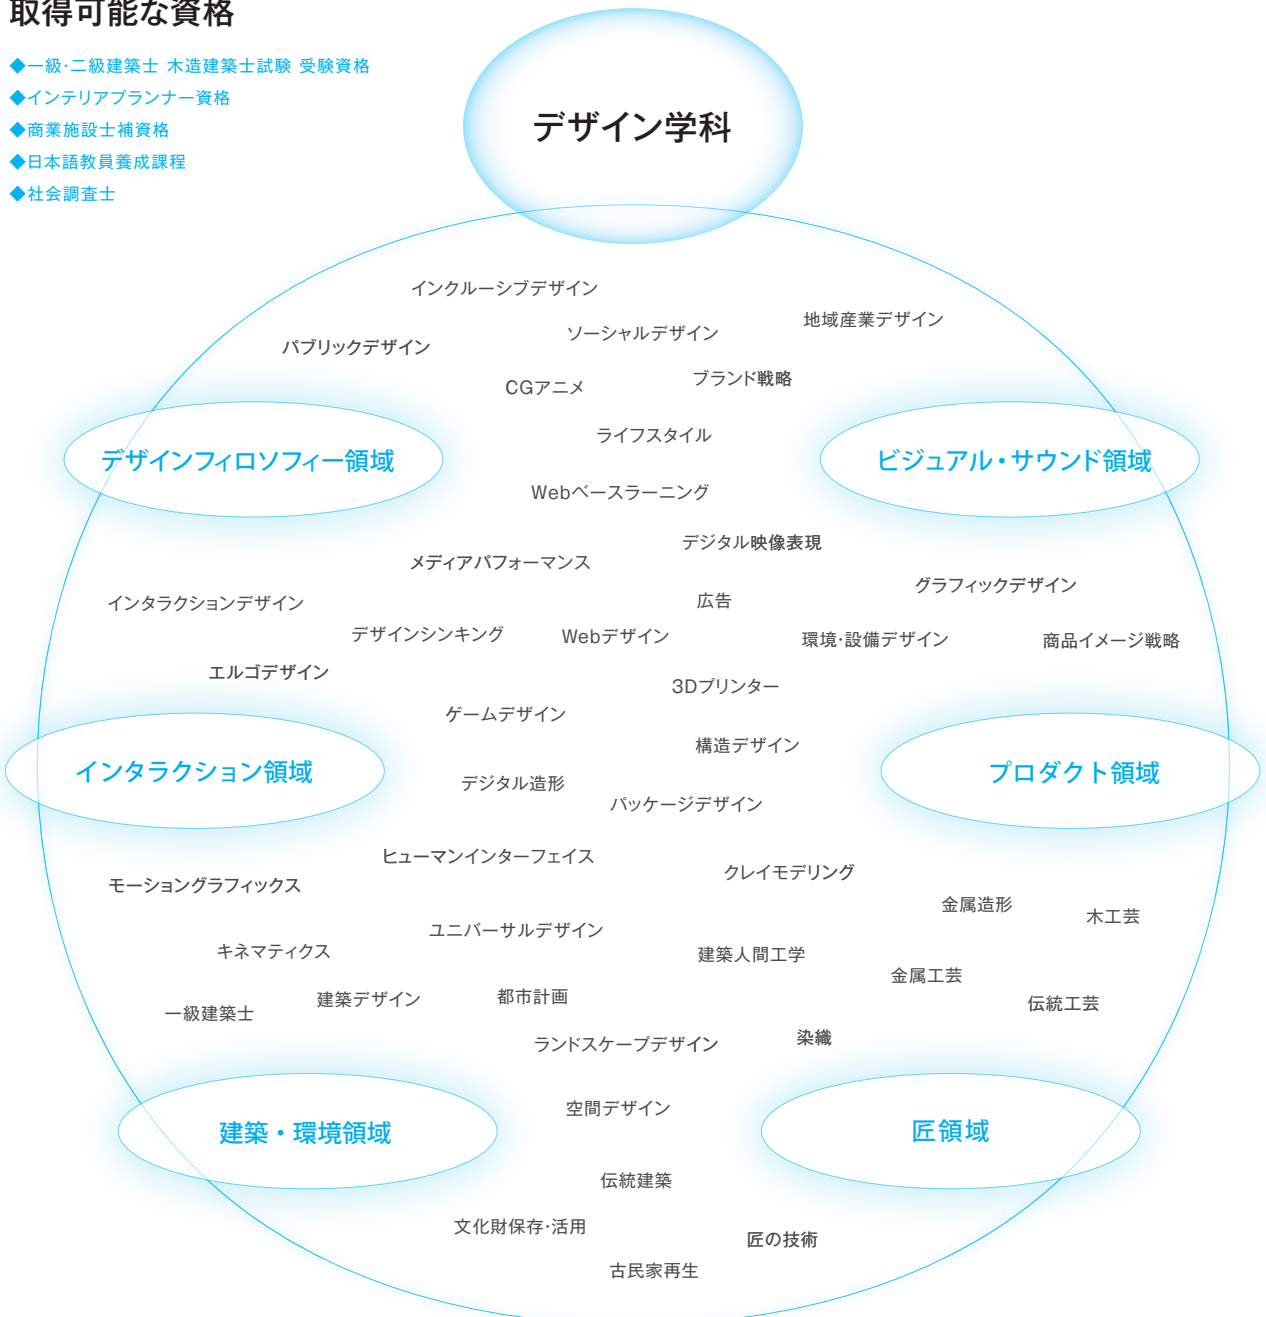 取得可能な資格
◆一級・二級建築士 木造建築士試験 受験資格
◆インテリアプランナー資格
◆商業施設士補資格
◆日本語教員養成課程
◆社会調査士
デザイン学科
インクルーシブデザイン
地域産業デザイン
ソーシャルデザイン
パブリックデザイン
ブランド戦略
CGアニメ
ライフスタイル
デザインフィロソフィー領域
ビジュアル・サウンド領域
Webベースラーニング
デジタル映像表現
メディアパフォーマンス
グラフィックデザイン
インタラクションデザイン
広告
デザインシンキング
Webデザイン
環境・設備デザイン
商品イメージ戦略
エルゴデザイン
3Dプリンター
ゲームデザイン
構造デザイン
インタラクション領域
プロダクト領域
デジタル造形
パッケージデザイン
ヒューマンインターフェイス
クレイモデリング
モーショングラフィックス
金属造形
木工芸
ユニバーサルデザイン
キネマティクス
建築人間工学
金属工芸
建築デザイン
都市計画
伝統工芸
一級建築士
染織
ランドスケープデザイン
空間デザイン
建築・環境領域
匠領域
伝統建築
文化財保存・活用
匠の技術
古民家再生